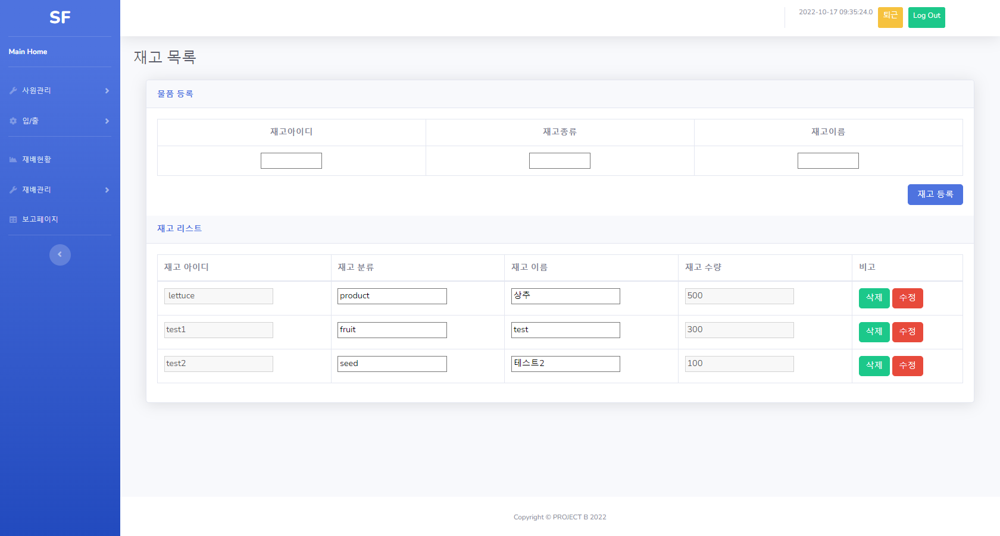 SF
Main Home
사원관리
입/출
재배현황
재배관리
보고페이지
2022-10-17 09:35:24.0 퇴근 Log Out
재고 목록
물품 등록
재고아이디 재고종류 재고이름
재고 등록
재고 리스트
재고 아이디 재고 분류 재고 이름 재고 수량 비고
lettuce product 상추 500 삭제 수정
test1 fruit test 300 삭제 수정
test2 seed 테스트2 100 삭제 수정
Copyright © PROJECT B 2022